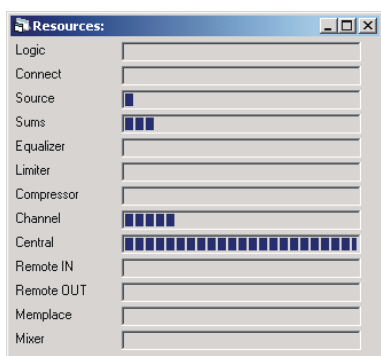 Resources:
Logic
Connect
Source
Sums
Equalizer
Limiter
Compressor
Channel
Central
Remote IN
Remote OUT
Memplace
Mixer